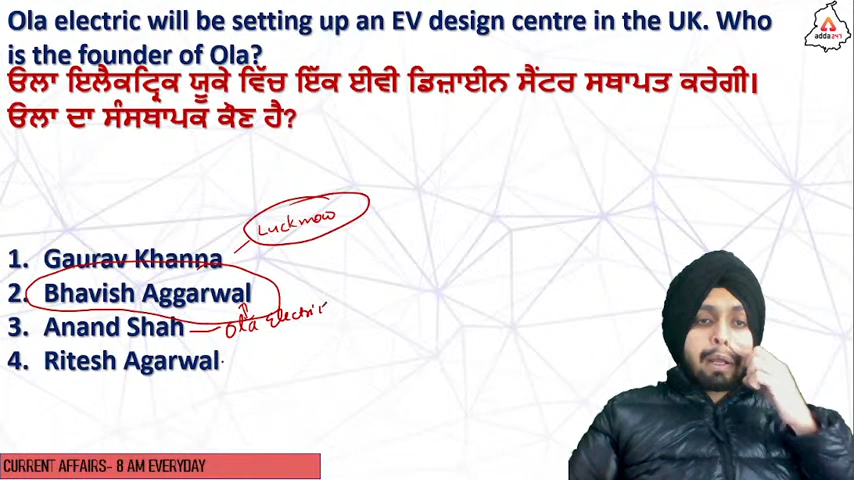 Ola electric will be setting up an EV design centre in the UK. Who
is the founder of Ola?
ਓਲਾ ਇਲੈਕਟ੍ਰਿਕ ਯੂਕੇ ਵਿੱਚ ਇੱਕ ਈਵੀ ਡਿਜ਼ਾਈਨ ਸੈਂਟਰ ਸਥਾਪਤ ਕਰੇਗੀ।
ਓਲਾ ਦਾ ਸੰਸਥਾਪਕ ਕੌਣ ਹੈ?
adda247
Lucknow
1. Gaurav Khanna
2. Bhavish Aggarwal
3. Anand Shah
Ola Electric
4. Ritesh Agarwal
CURRENT AFFAIRS- 8 AM EVERYDAY